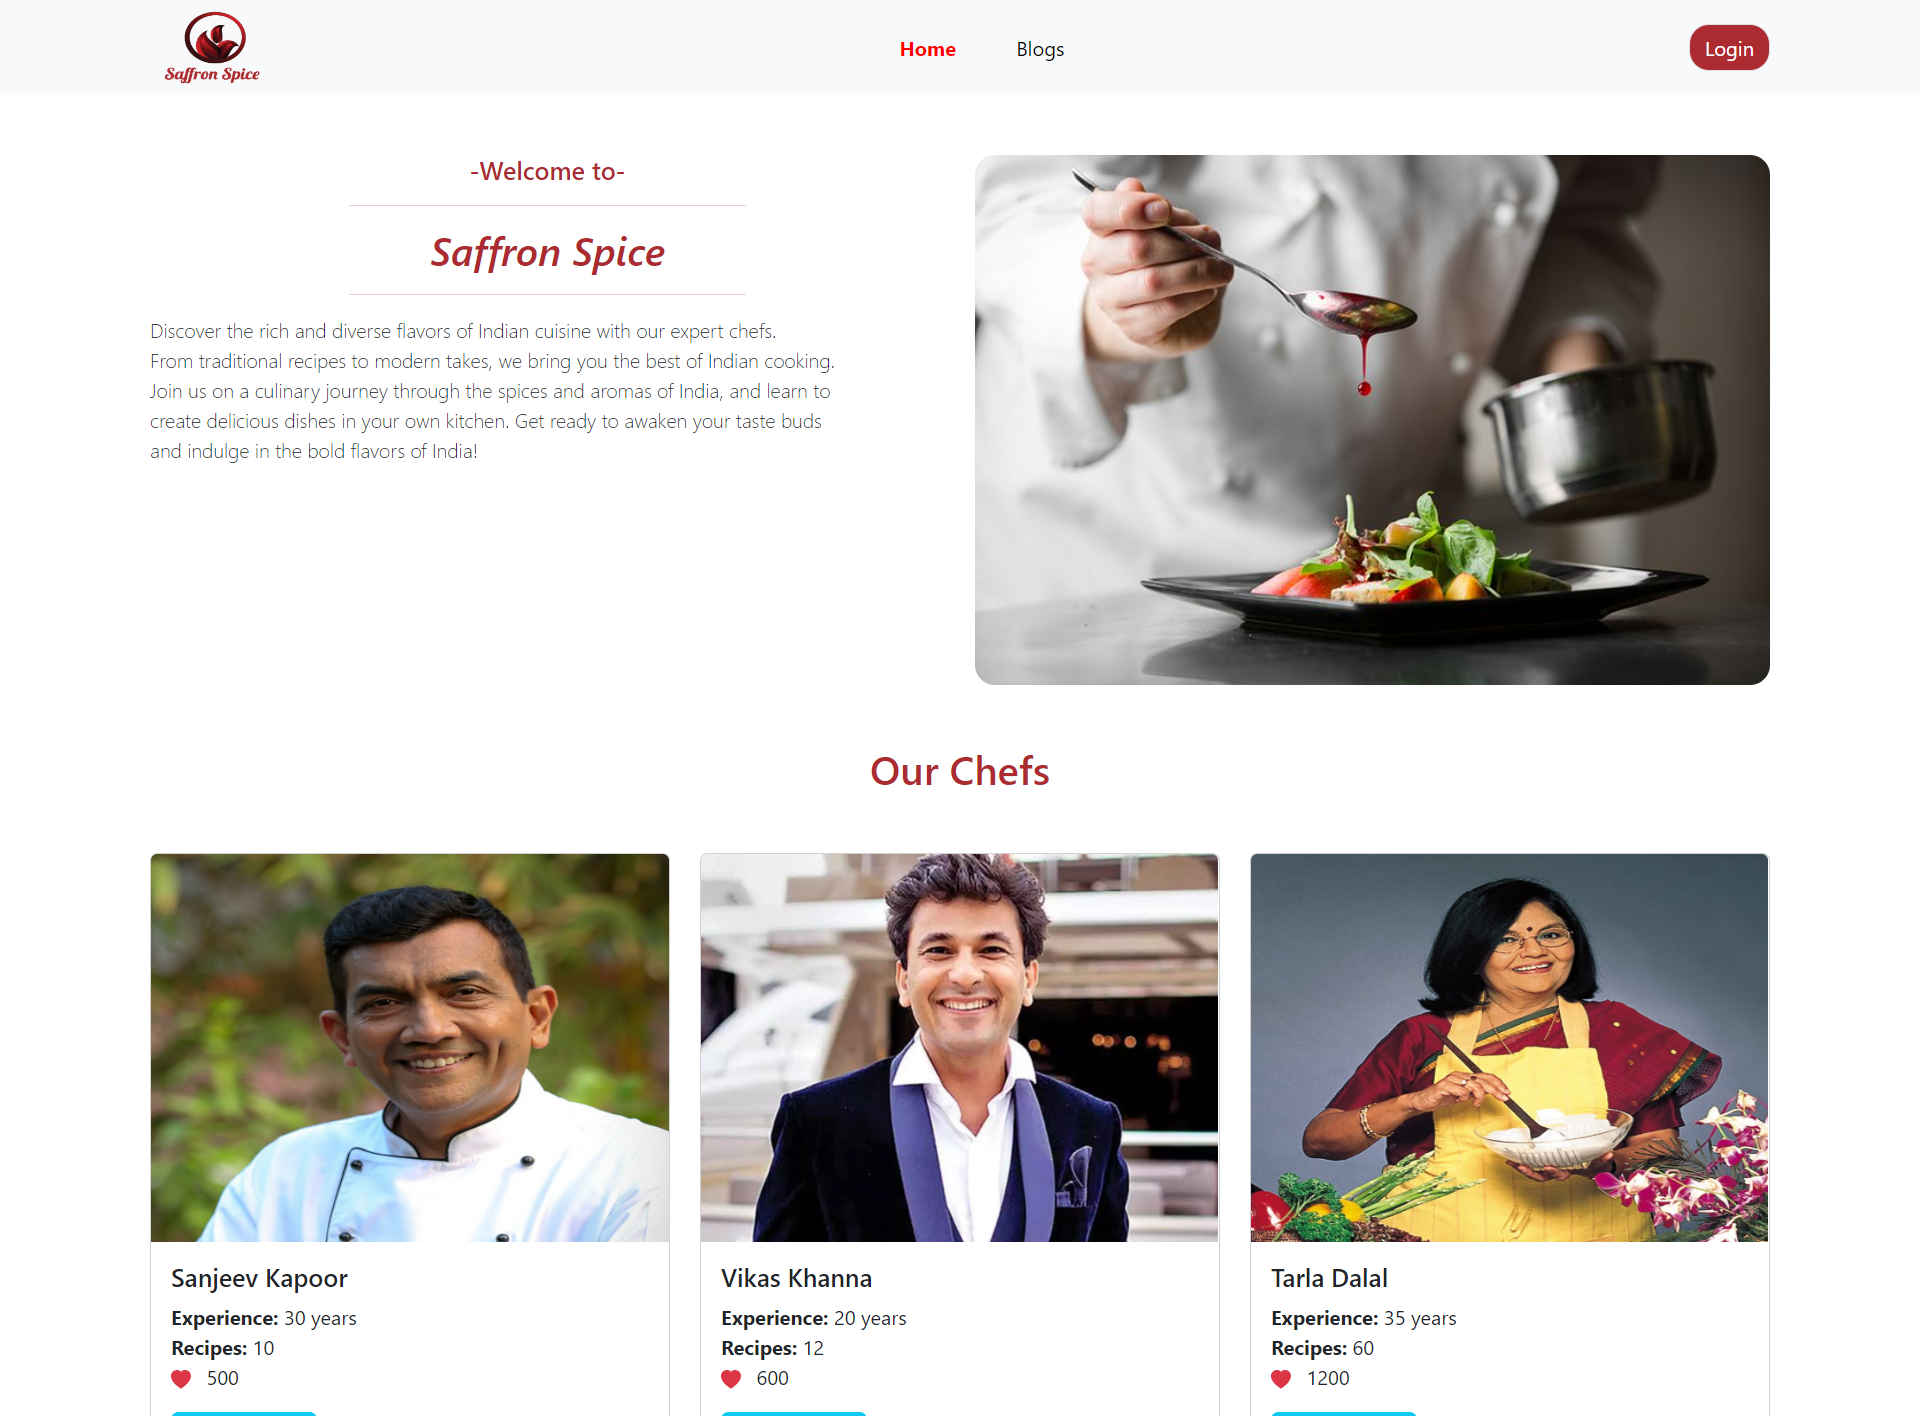 Saffron Spice
Home
Blogs
Login
-Welcome to-
Saffron Spice
Discover the rich and diverse flavors of Indian cuisine with our expert chefs.
From traditional recipes to modern takes, we bring you the best of Indian cooking.
Join us on a culinary journey through the spices and aromas of India, and learn to
create delicious dishes in your own kitchen. Get ready to awaken your taste buds
and indulge in the bold flavors of India!
Our Chefs
Sanjeev Kapoor
Experience: 30 years
Recipes: 10
500
Vikas Khanna
Experience: 20 years
Recipes: 12
600
Tarla Dalal
Experience: 35 years
Recipes: 60
1200